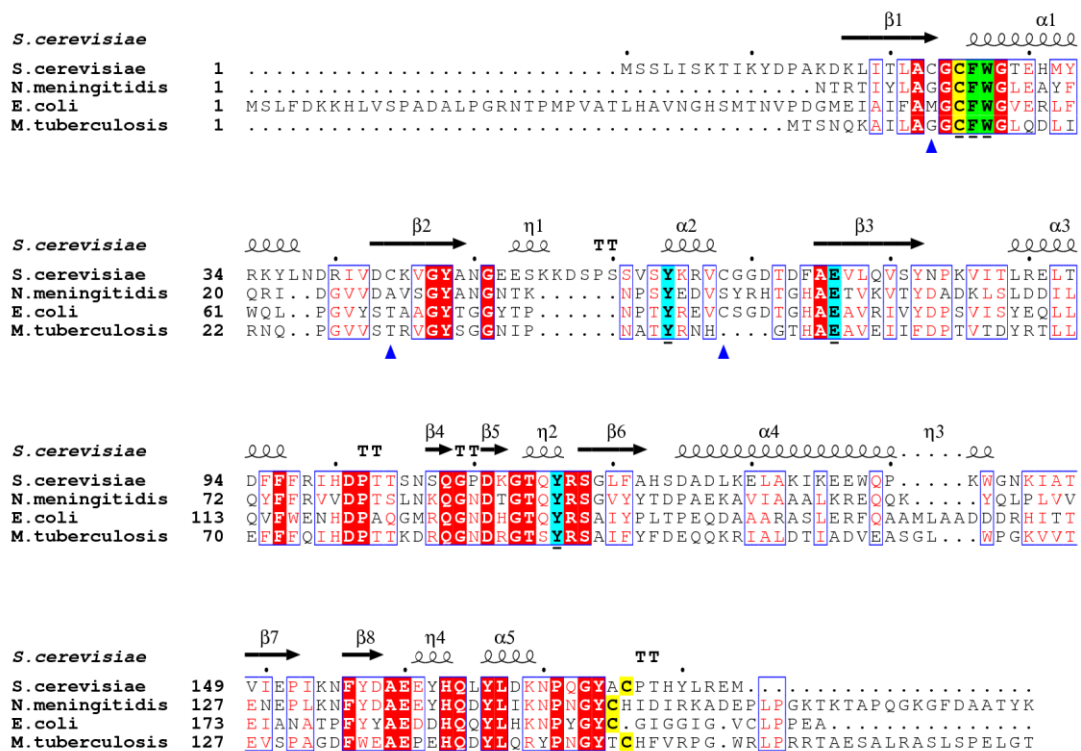 S.cerevisiae β1 α1
S.cerevisiae 1 ...........................MSSLISKTIKYDPAKDKLITLACGCFWGTEHMY
N.meningitidis 1 .........................................NTRTIYLAGGCFWGLEAYF
E.coli 1 MSLFDKKHLVSPADALPGRNTPMPVATLHAVNGHSMTNVPDGMEIAIFAMGCFWGVERLF
M.tuberculosis 1 .......................................MTSNQKAILAGGCFWGLQDLI
S.cerevisiae β2 η1 TT α2 β3 α3
S.cerevisiae 34 RKYLNDRIVDCKVGYANGEESKKDSPSSVSYKRVCGGDTDFAEVLQVSYNPKVITLRELT
N.meningitidis 20 QRI..DGVVDAVSGYANGNTK......NPSYEDVSYRHTGHAETVKVTYDADKLSLDDIL
E.coli 61 WQL..PGVYSTAAGYTGGYTP......NPTYREVCSGDTGHAEAVRIVYDPSVISYEQLL
M.tuberculosis 22 RNQ..PGVVSTRVGYSGGNIP......NATYRNH....GTHAEAVEIIFDPTVTDYRTLL
S.cerevisiae TT β4 TT β5 η2 β6 α4 η3
S.cerevisiae 94 DFFFRIHDPTTSNSQGPDKGTQYRSGLFAHSDADLKELAKIKEEWQP.....KWGNKIAT
N.meningitidis 72 QYFFRVVDPTSLNKQGNDTGTQYRSGVYYTDPAEKAVIAAALKREQQK.....YQLPLVV
E.coli 113 QVFWENHDPAQGMRQGNDHGTQYRSAIYPLTPEQDAAARASLERFQAAMLAADDDRHITT
M.tuberculosis 70 EFFFQIHDPTTKDRQGNDRGTSYRSAIFYFDEQQKRIALDTIADVEASGL...WPGKVVT
S.cerevisiae β7 β8 η4 α5 TT
S.cerevisiae 149 VIEPIKNFYDAEEYHQLYLDKNPQGYACPTHYLREM......................
N.meningitidis 127 ENEPLKNFYDAEEYHQDYLIKNPNGYCHIDIRKADEPLPGKTKTAPQGKGFDAATYK
E.coli 173 EIANATPFYYAEDDHQQYLHKNPYGYC.GIGGIG.VCLPPEA...............
M.tuberculosis 127 EVSPAGDFWEAEPEHQDYLQRYPNGYTCHFVRPG.WRLPRRTAESALRASLSPELGT